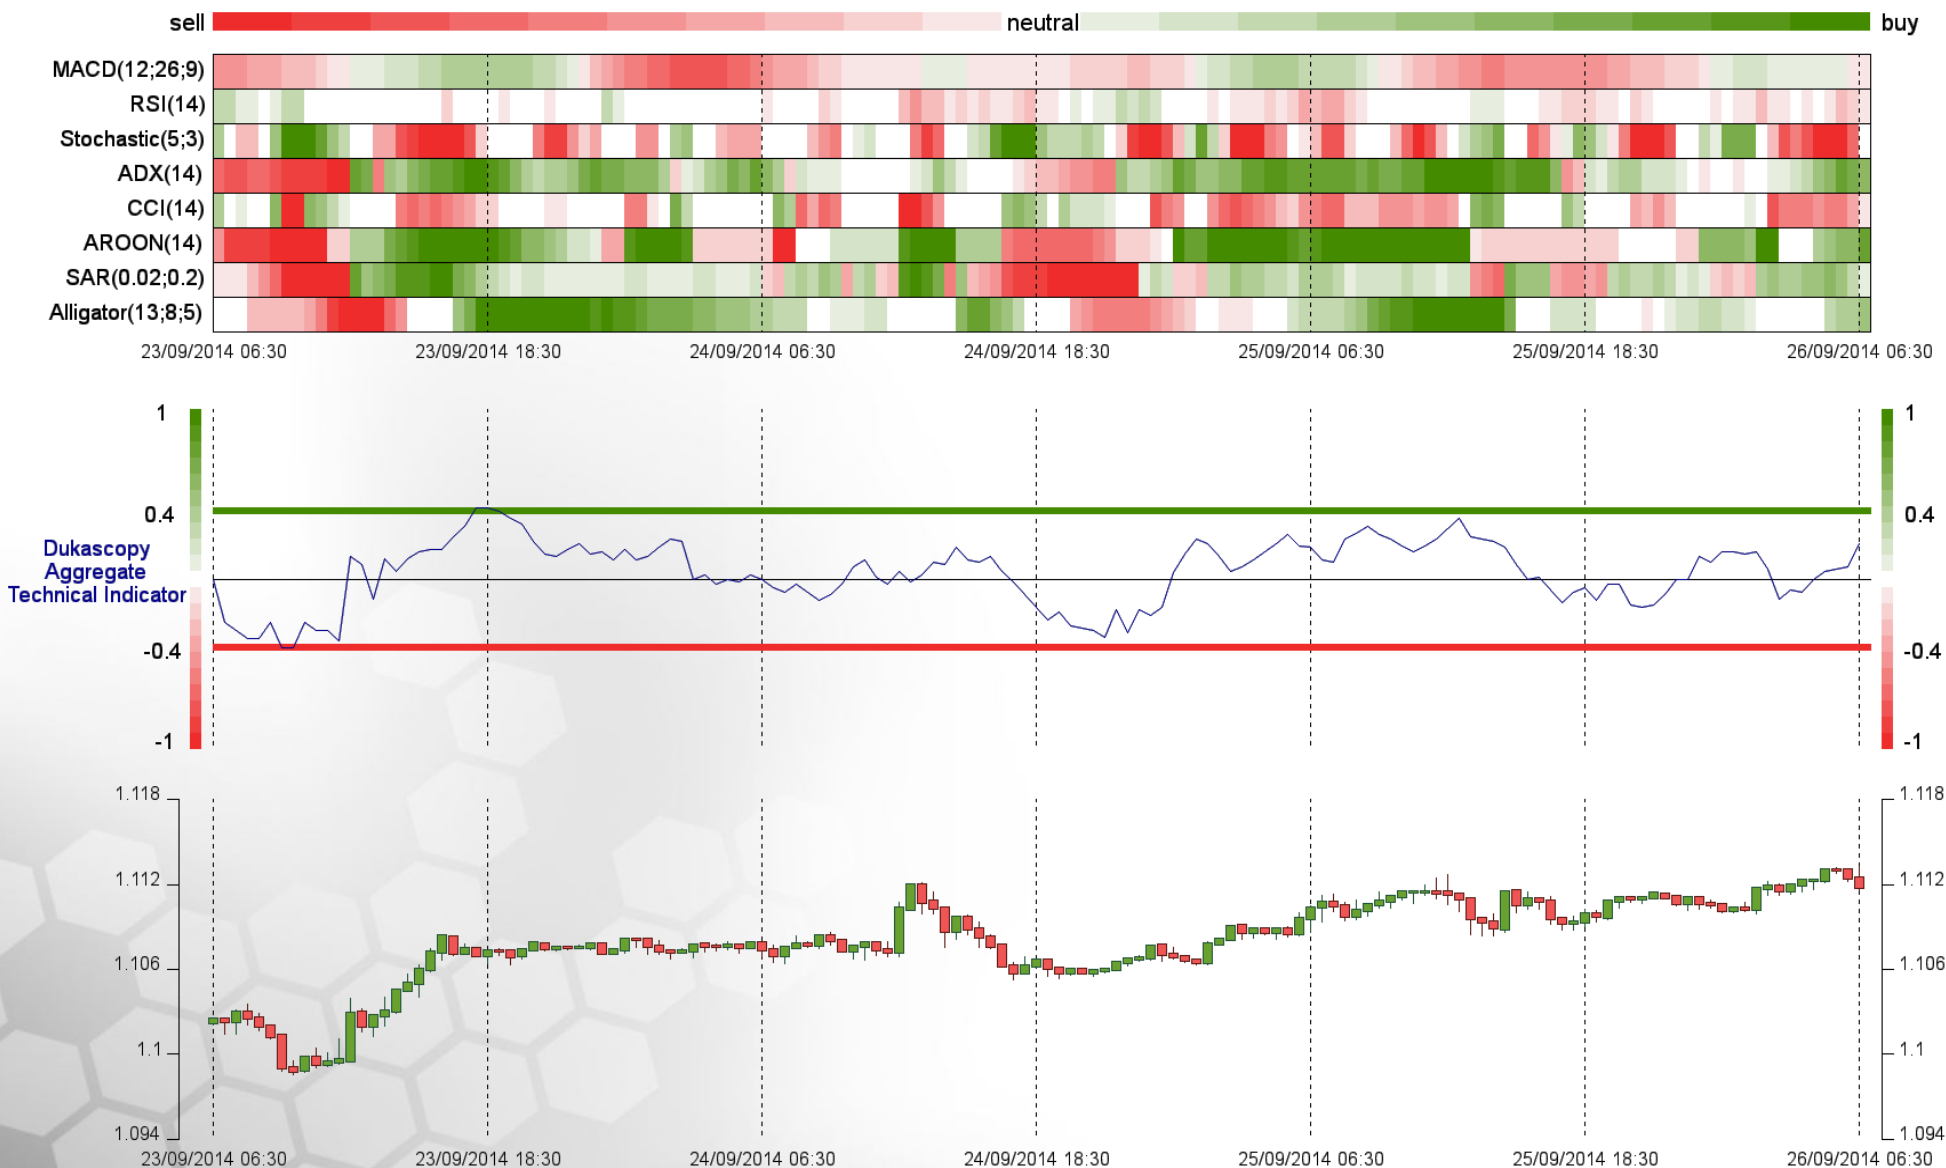 sell neutral buy
MACD(12;26;9)
RSI(14)
Stochastic(5;3)
ADX(14)
CCI(14)
AROON(14)
SAR(0.02;0.2)
Alligator(13;8;5)
23/09/2014 06:30 23/09/2014 18:30 24/09/2014 06:30 24/09/2014 18:30 25/09/2014 06:30 25/09/2014 18:30 26/09/2014 06:30
1 1
0.4 0.4
Dukascopy
Aggregate
Technical Indicator
-0.4 -0.4
-1 -1
1.118 1.118
1.112 1.112
1.106 1.106
1.1 1.1
1.094 1.094
23/09/2014 06:30 23/09/2014 18:30 24/09/2014 06:30 24/09/2014 18:30 25/09/2014 06:30 25/09/2014 18:30 26/09/2014 06:30